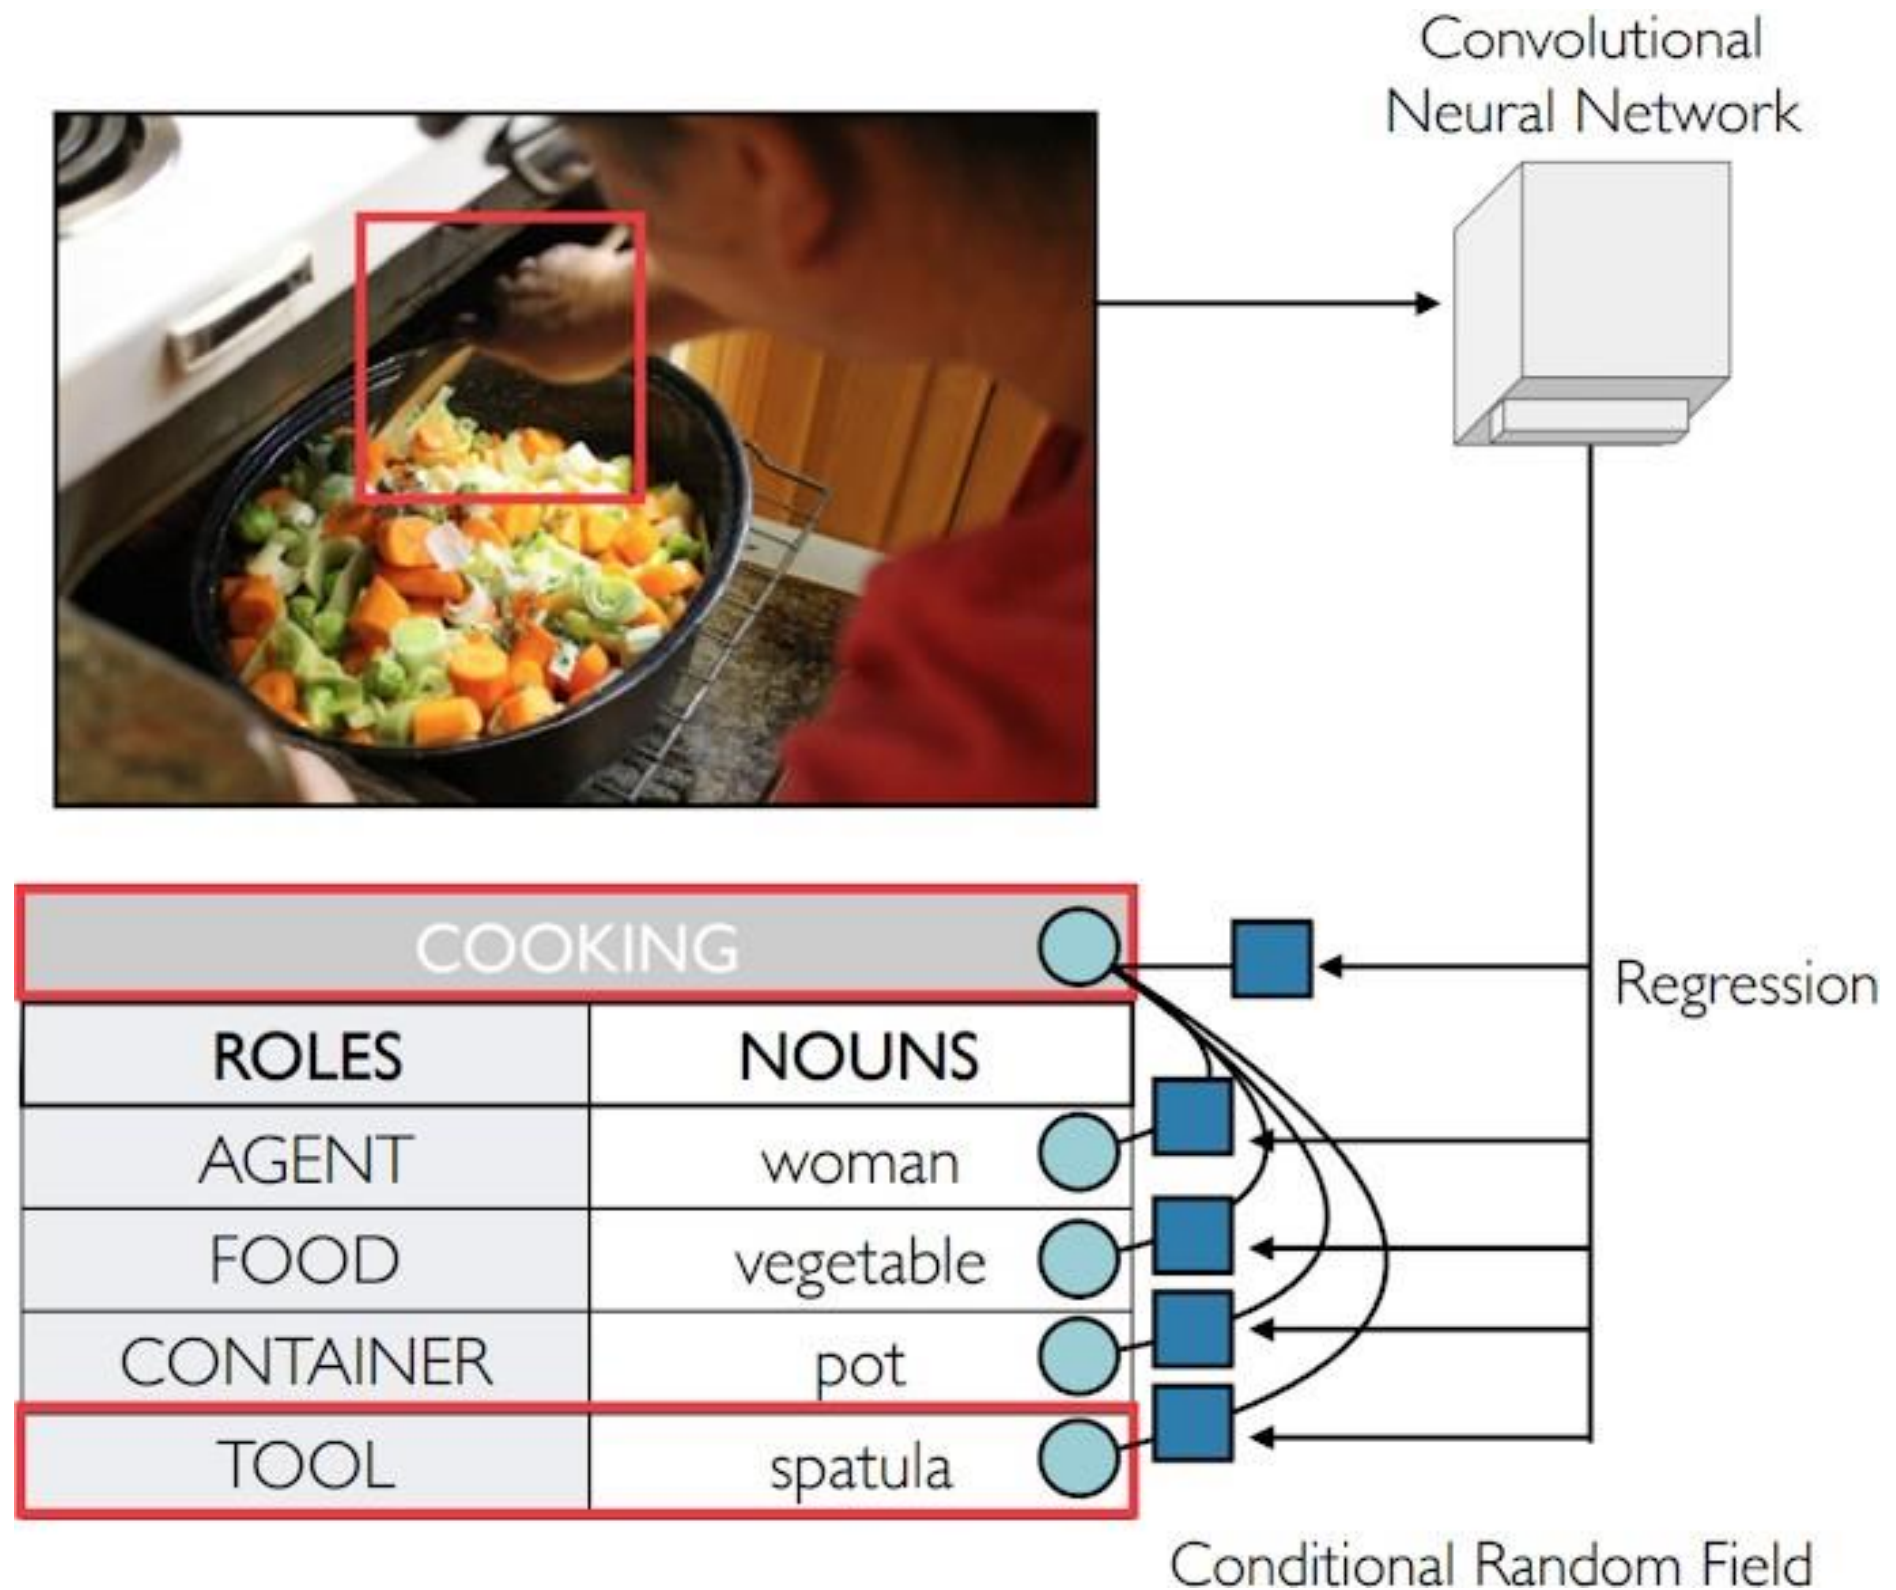 Convolutional
Neural Network
COOKING
Regression
ROLES NOUNS
AGENT woman
FOOD vegetable
CONTAINER pot
TOOL spatula
Conditional Random Field